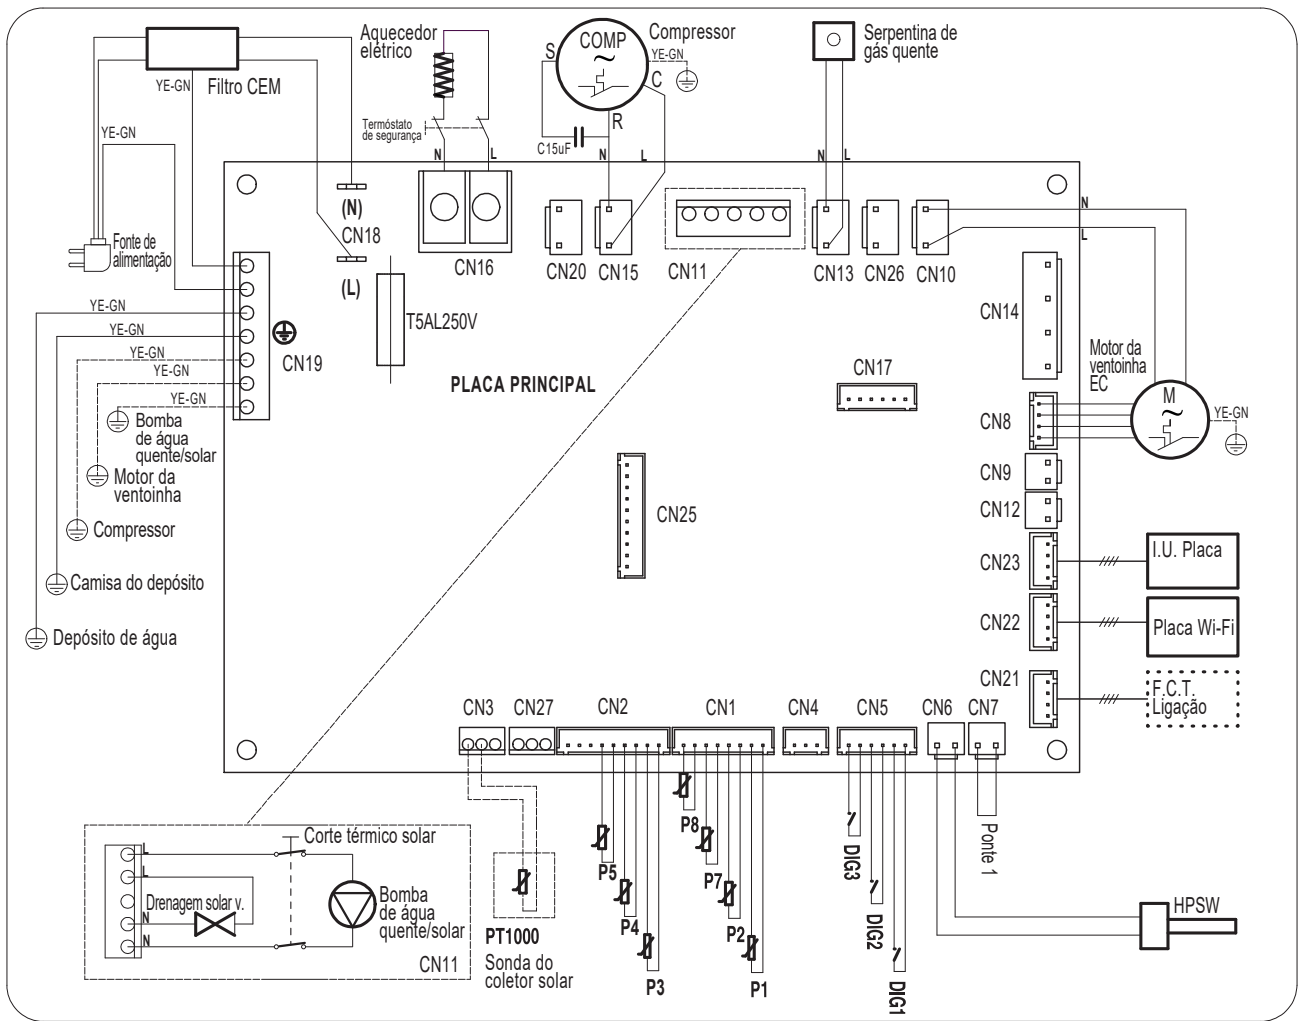 Filtro CEM
YE-GN
YE-GN
Fonte de
alimentação
Aquecedor
elétrico
Termóstato
de segurança
N
L
S
COMP
~
Compressor
YE-GN
C
R
C15uF
N
L
Serpentina de
gás quente
N
L
N
L
(N)
CN18
(L)
CN16
CN20
CN15
CN11
CN13
CN26
CN10
CN14
T5AL250V
CN19
PLACA PRINCIPAL
CN17
Motor da
ventoinha
EC
M
~
YE-GN
CN8
CN9
CN12
CN25
CN23
I.U. Placa
CN22
Placa Wi-Fi
CN21
F.C.T.
Ligação
YE-GN
YE-GN
YE-GN
YE-GN
YE-GN
Bomba
de água
quente/solar
Motor da
ventoinha
Compressor
Camisa do depósito
Depósito de água
CN3
CN27
CN2
CN1
CN4
CN5
CN6
CN7
P8
P5
P7
P4
P2
P3
P1
DIG3
DIG2
DIG1
Ponte 1
HPSW
PT1000
Sonda do
coletor solar
Corte térmico solar
L
L
Drenagem solar v.
N
N
Bomba
de água
quente/solar
CN11